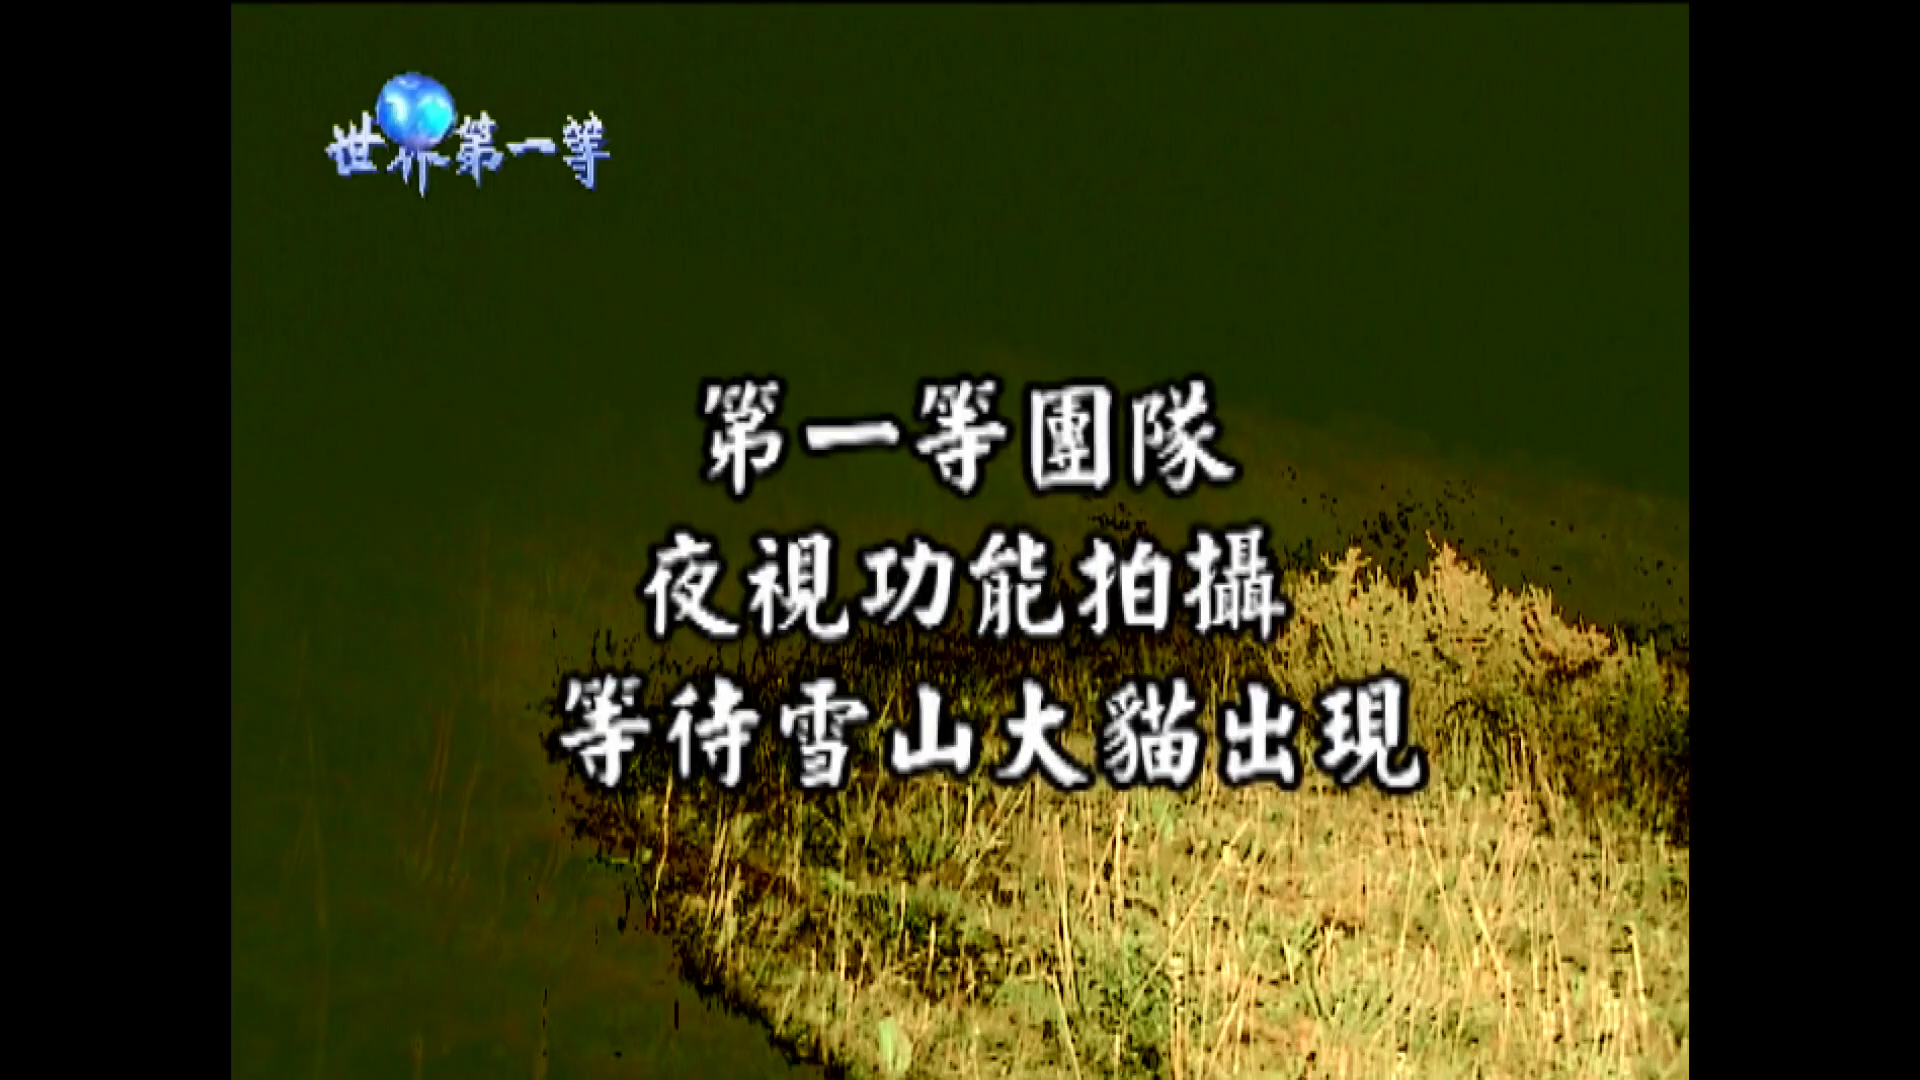 世界第一等
第一等團隊
夜視功能拍攝
等待雪山大貓出現